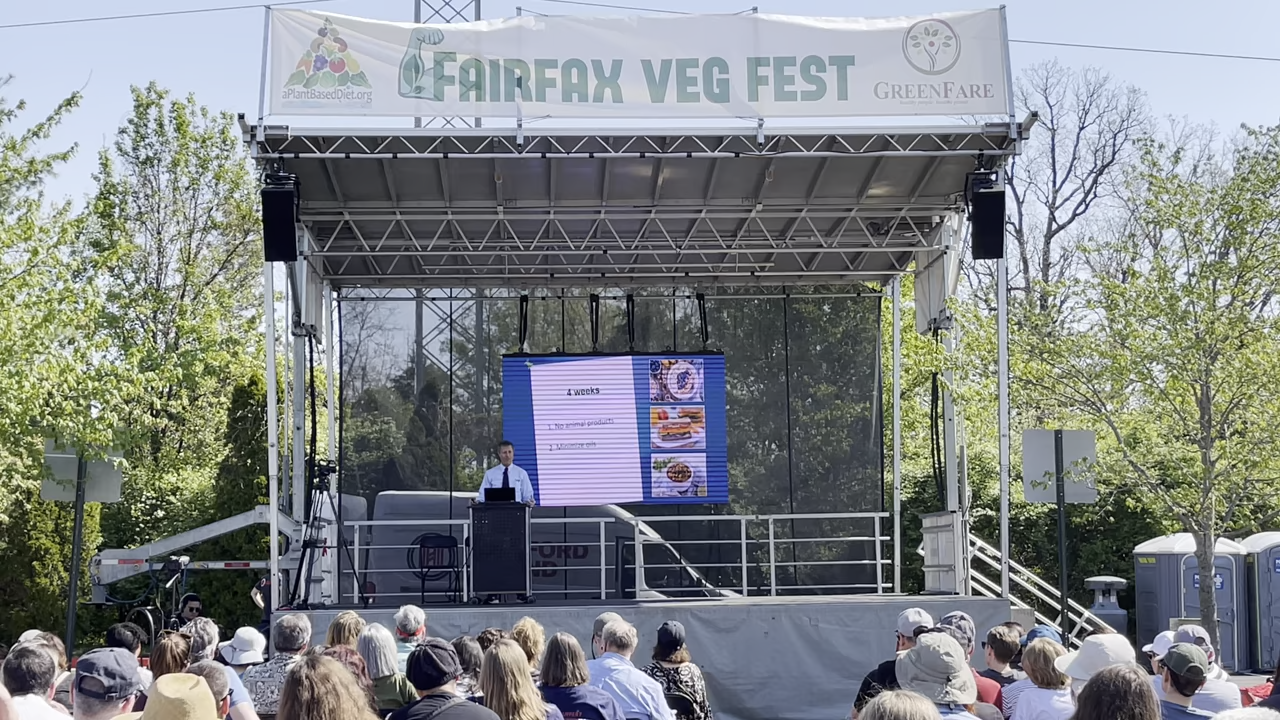 aPlantBasedDiet.org
FAIRFAX VEG FEST
GREENFARE
4 weeks
1. No animal products
2. Minimize oils